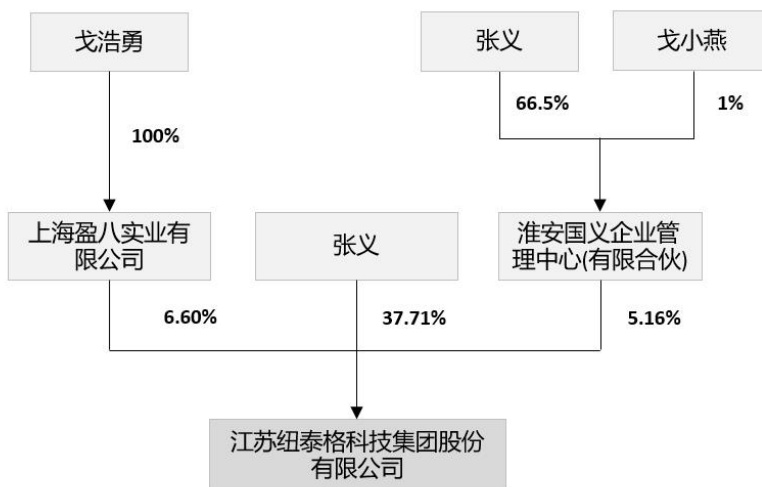 戈浩勇
张义
戈小燕
66.5%
1%
100%
上海盈八实业有
限公司
张义
淮安国义企业管
理中心(有限合伙)
6.60%
37.71%
5.16%
江苏纽泰格科技集团股份
有限公司